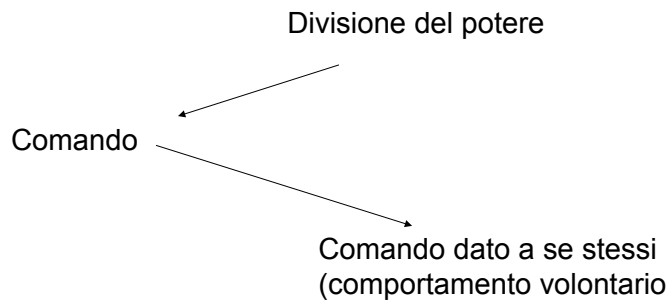 Divisione del potere
Comando
Comando dato a se stessi
(comportamento volontario